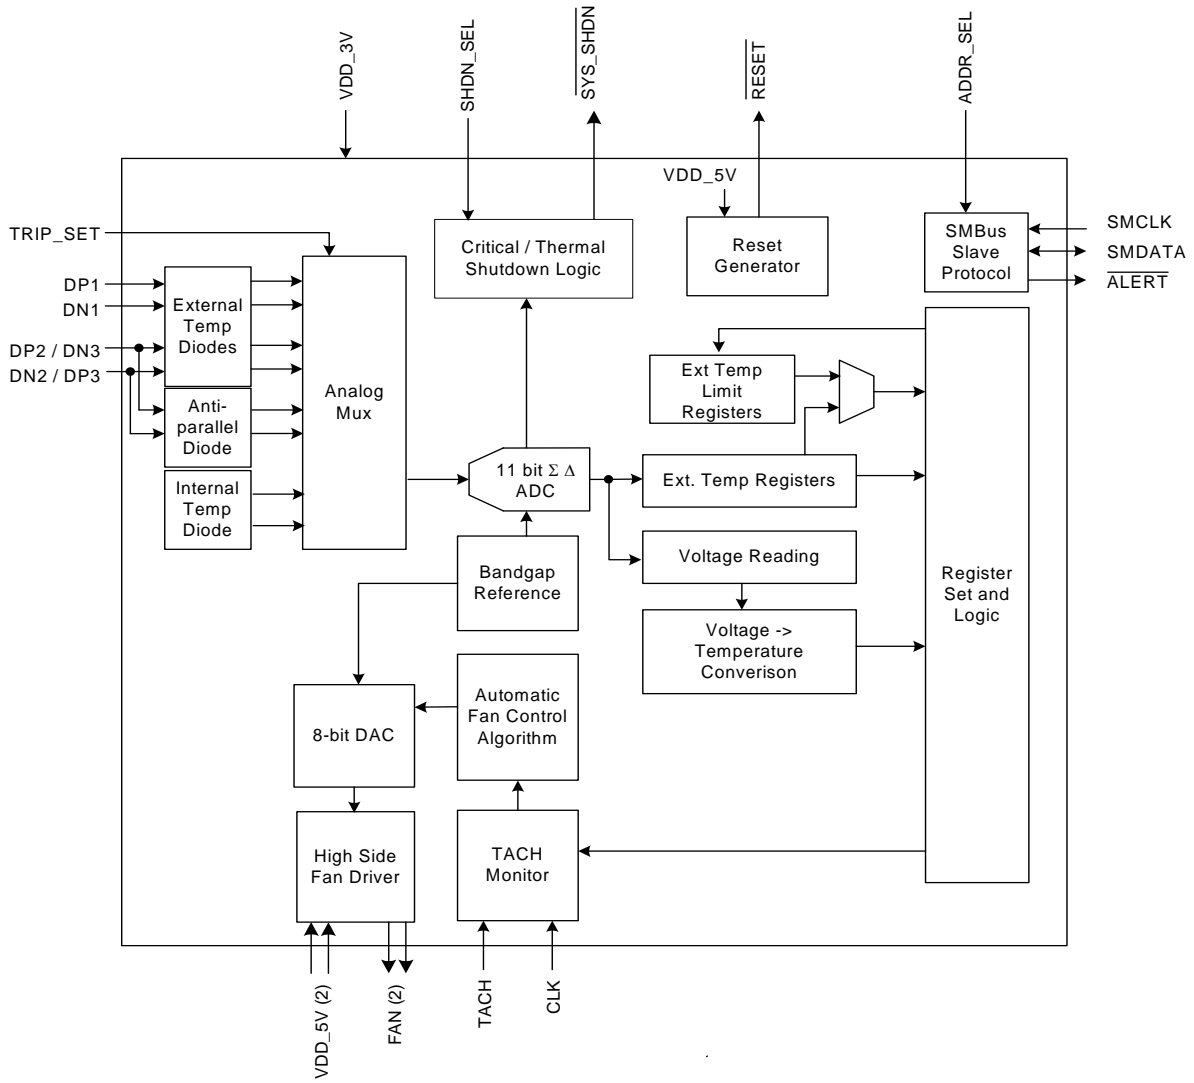 VDD_3V
SHDN_SEL
SYS_SHDN
RESET
ADDR_SEL
VDD_5V
TRIP_SET
Critical / Thermal
Shutdown Logic
Reset
Generator
SMBus
Slave
Protocol
SMCLK
SMDATA
ALERT
DP1
DN1
DP2 / DN3
DN2 / DP3
External
Temp
Diodes
Anti-
parallel
Diode
Internal
Temp
Diode
Analog
Mux
Ext Temp
Limit
Registers
11 bit Σ Δ
ADC
Ext. Temp Registers
Voltage Reading
Bandgap
Reference
Voltage ->
Temperature
Converison
Register
Set and
Logic
8-bit DAC
Automatic
Fan Control
Algorithm
High Side
Fan Driver
TACH
Monitor
VDD_5V (2)
FAN (2)
TACH
CLK